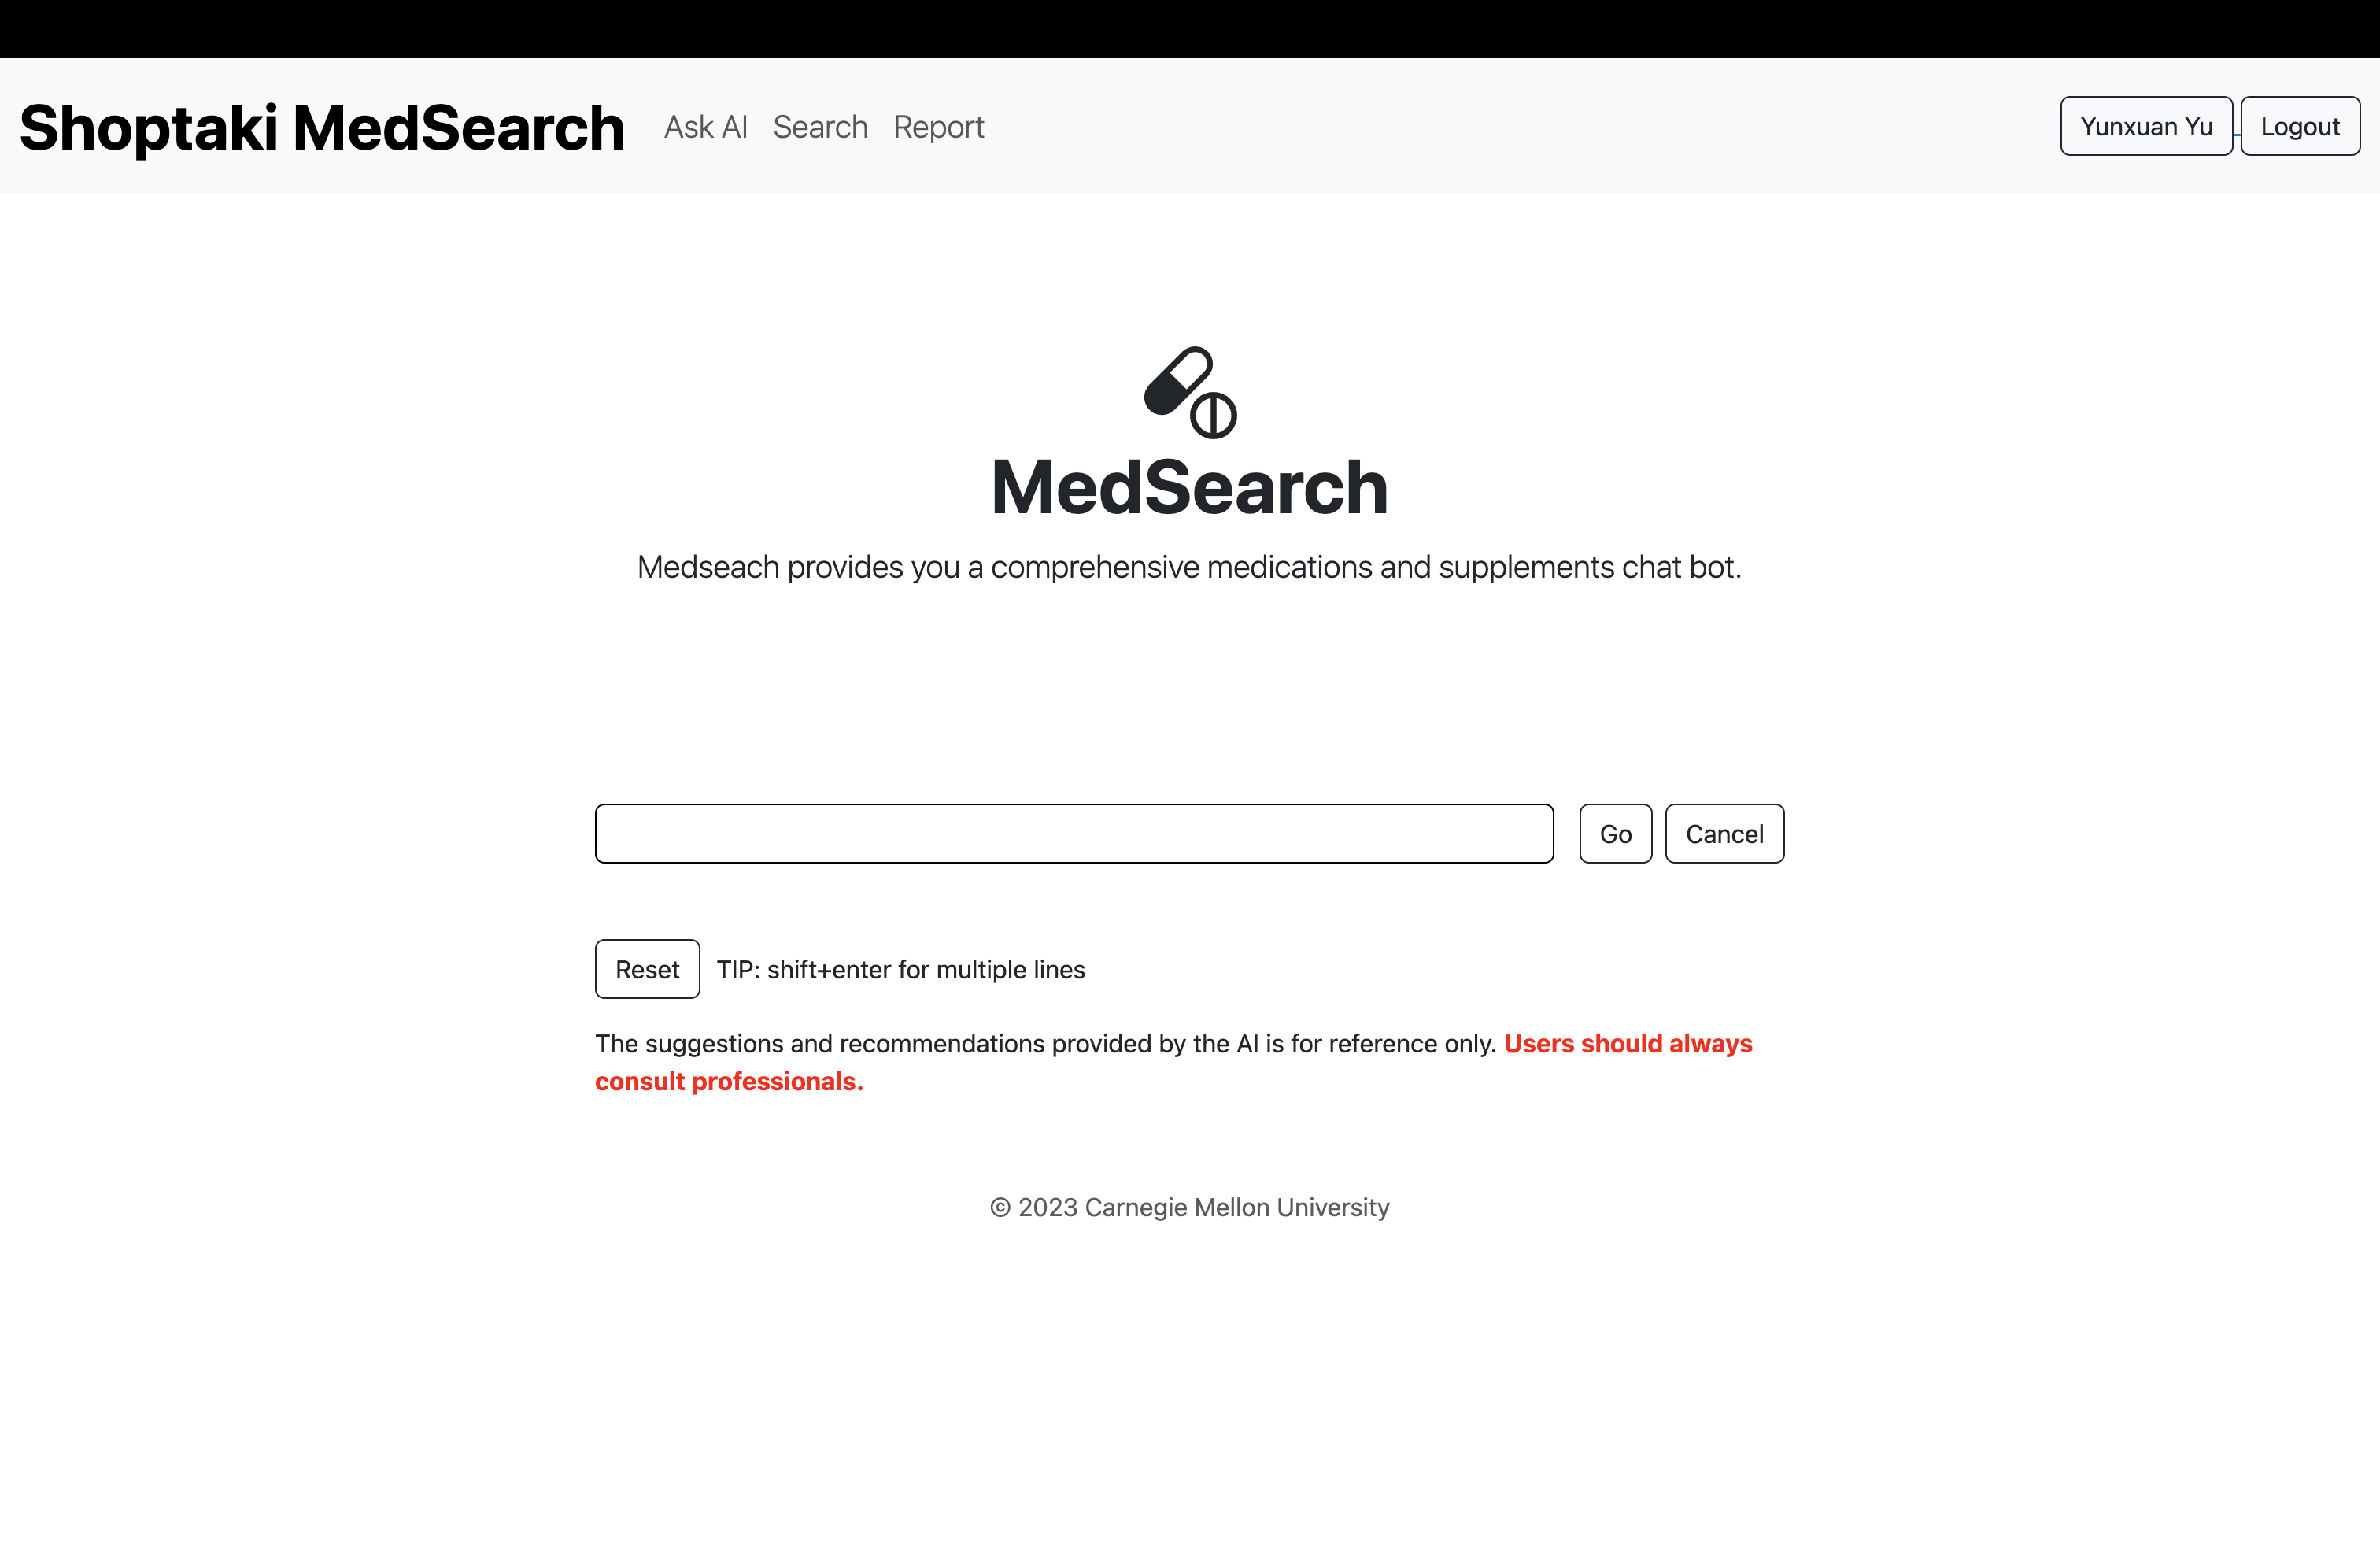 Shoptaki MedSearch Ask AI Search Report Yunxuan Yu Logout
MedSearch
Medseach provides you a comprehensive medications and supplements chat bot.
Go Cancel
Reset TIP: shift+enter for multiple lines
The suggestions and recommendations provided by the AI is for reference only. Users should always
consult professionals.
© 2023 Carnegie Mellon University